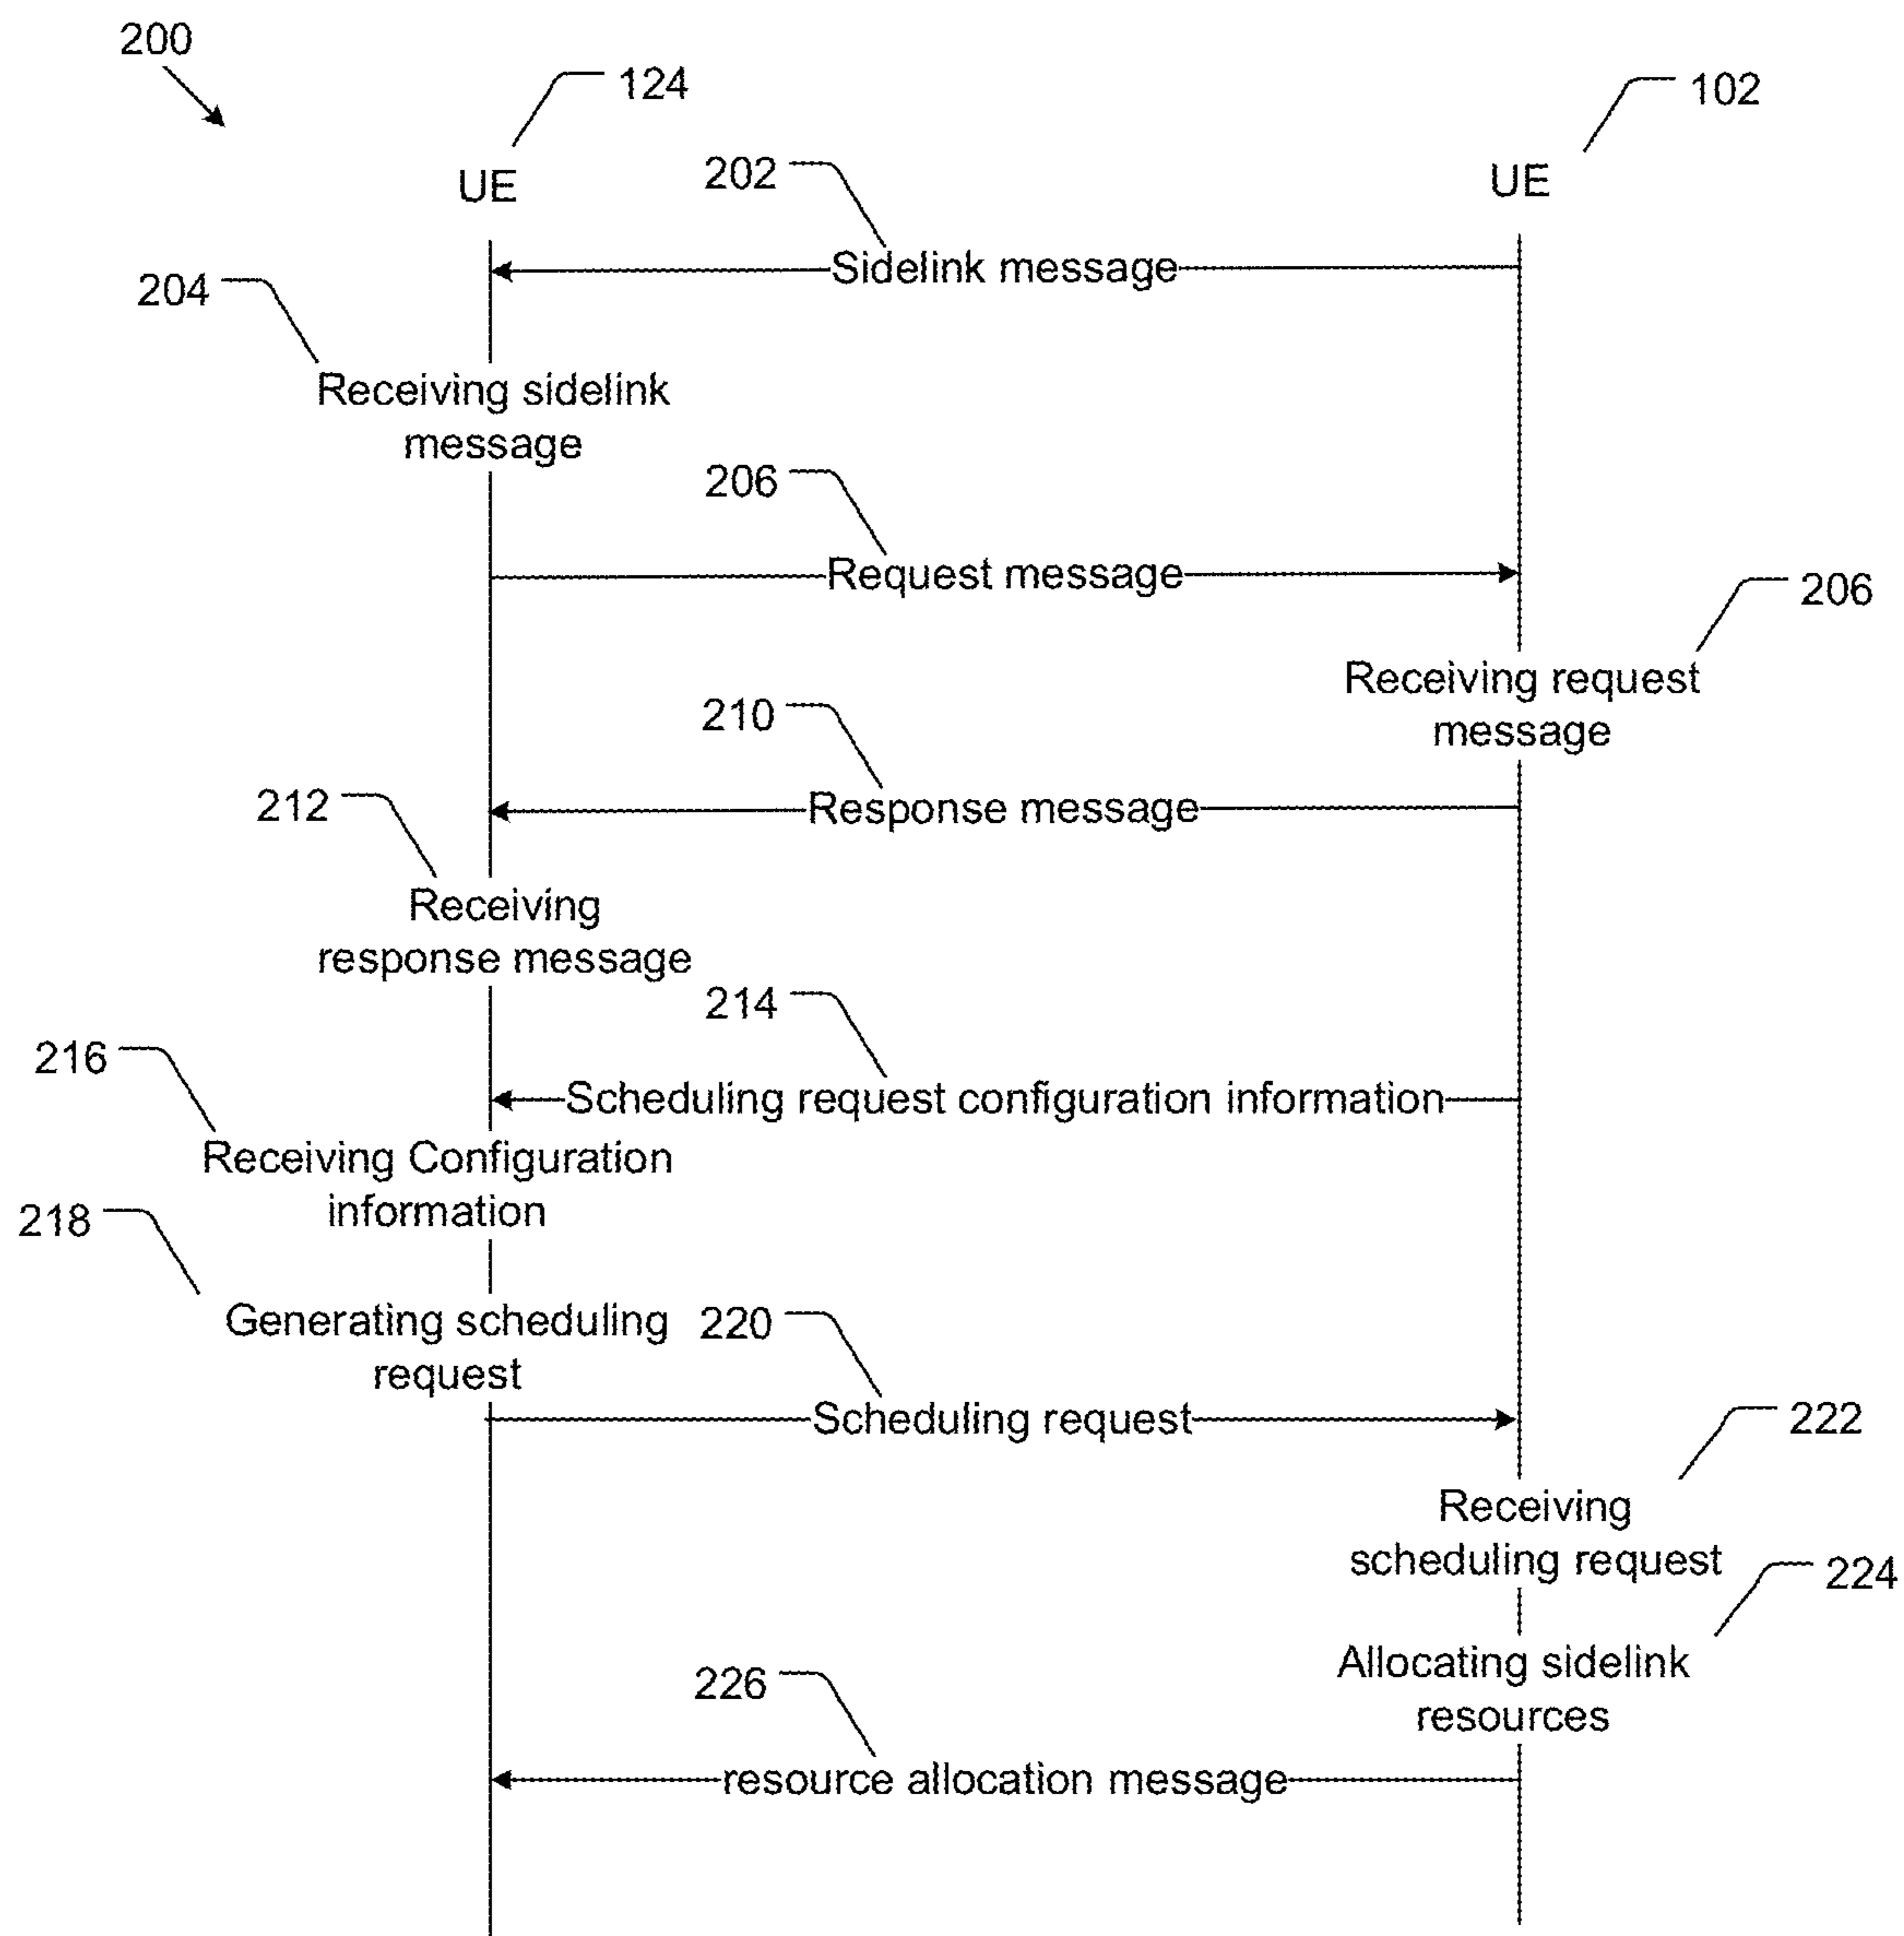 200
124
102
UE
UE
202
Sidelink message
204
Receiving sidelink
message
206
Request message
206
Receiving request
message
210
Response message
212
Receiving
response message
214
Scheduling request configuration information
216
Receiving Configuration
information
218
Generating scheduling
request
220
Scheduling request
222
Receiving
scheduling request
224
Allocating sidelink
resources
226
resource allocation message